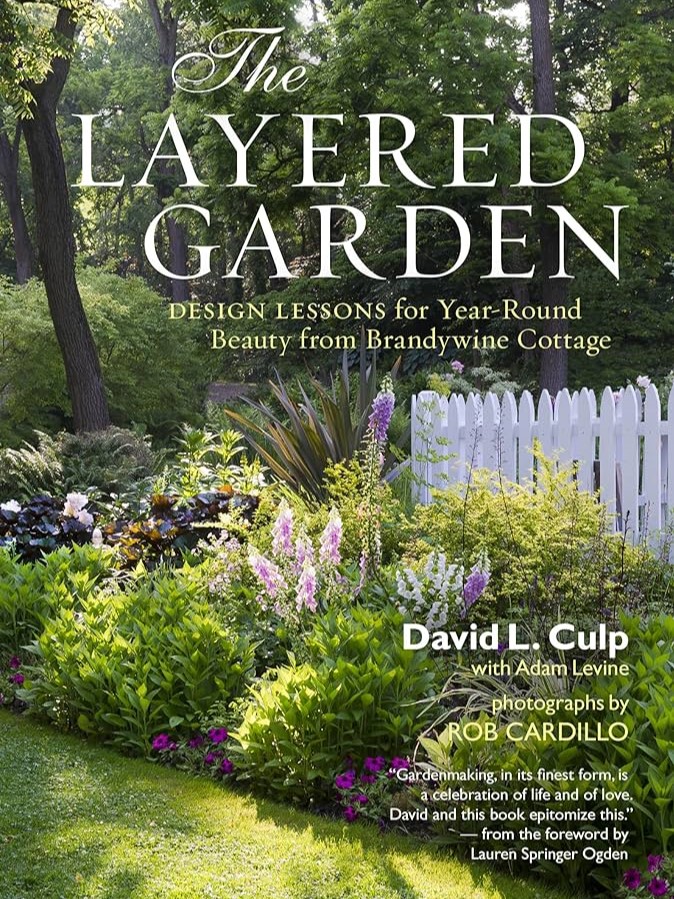 The
LAYERED
GARDEN
DESIGN LESSONS for Year-Round
Beauty from Brandywine Cottage
David L. Culp
with Adam Levine
photographs by
ROB CARDILLO
“Gardenmaking, in its finest form, is
a celebration of life and of love.
David and this book epitomize this.”
— from the foreword by
Lauren Springer Ogden